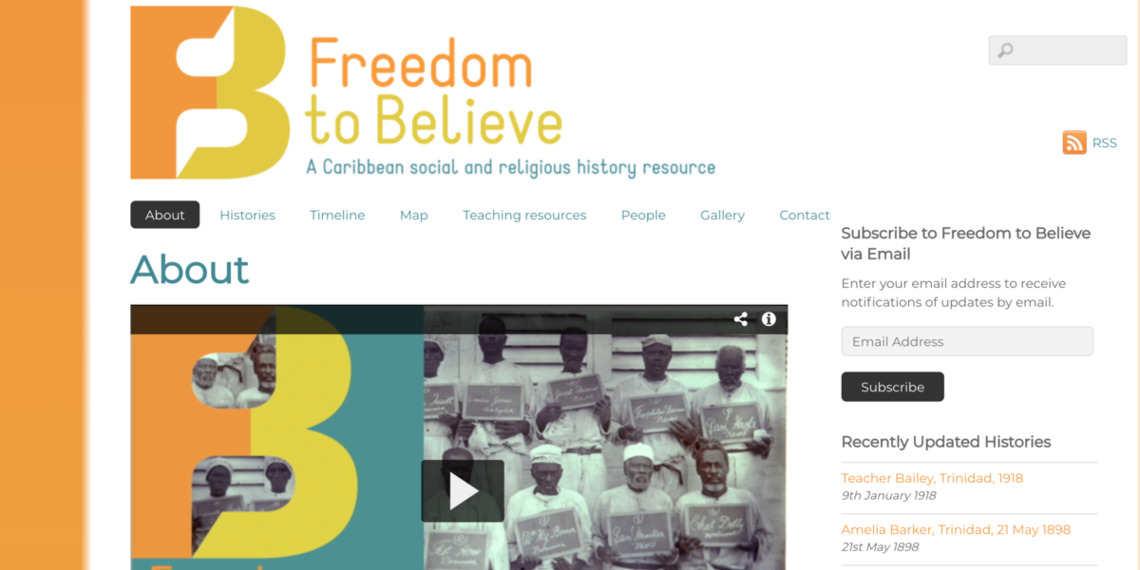 Freedom
to Believe
A Caribbean social and religious history resource
RSS
About
Histories
Timeline
Map
Teaching resources
People
Gallery
Contact
About
Subscribe to Freedom to Believe
via Email
Enter your email address to receive
notifications of updates by email.
Email Address
Subscribe
Recently Updated Histories
Teacher Bailey, Trinidad, 1918
9th January 1918
Amelia Barker, Trinidad, 21 May 1898
21st May 1898